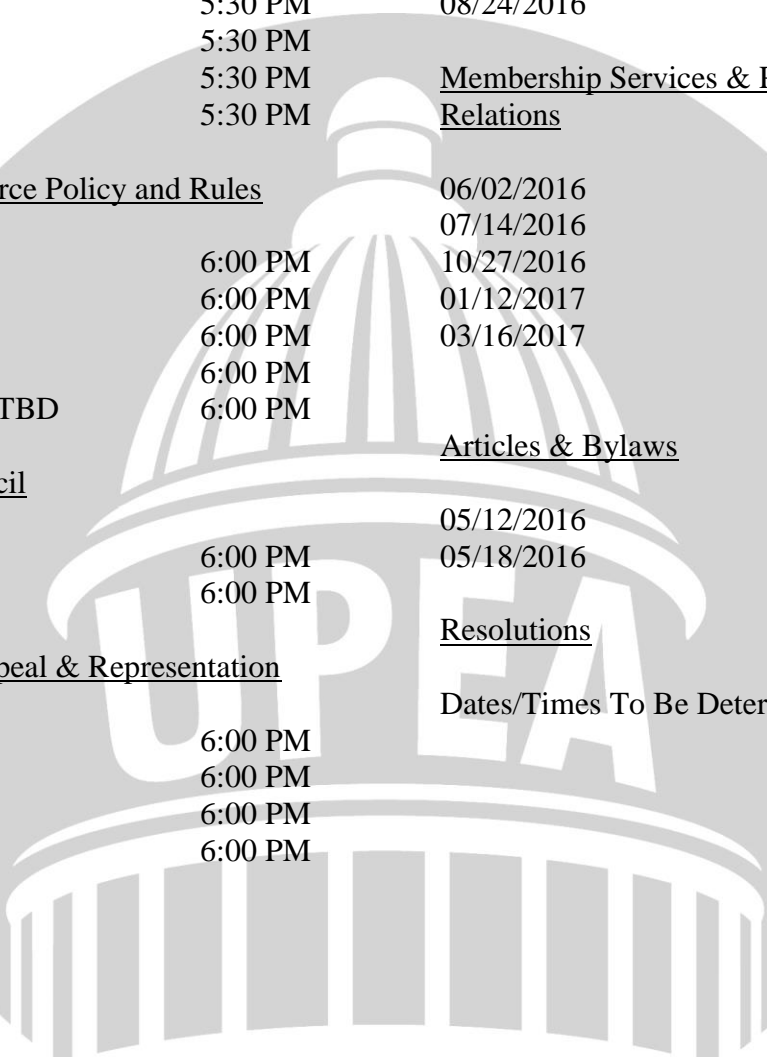 5:30 PM
5:30 PM
5:30 PM
5:30 PM
rce Policy and Rules
6:00 PM
6:00 PM
6:00 PM
6:00 PM
TBD 6:00 PM
cil
6:00 PM
6:00 PM
peal & Representation
6:00 PM
6:00 PM
6:00 PM
6:00 PM
08/24/2016
Membership Services &
Relations
06/02/2016
07/14/2016
10/27/2016
01/12/2017
03/16/2017
Articles & Bylaws
05/12/2016
05/18/2016
Resolutions
Dates/Times To Be Deter
UPEA